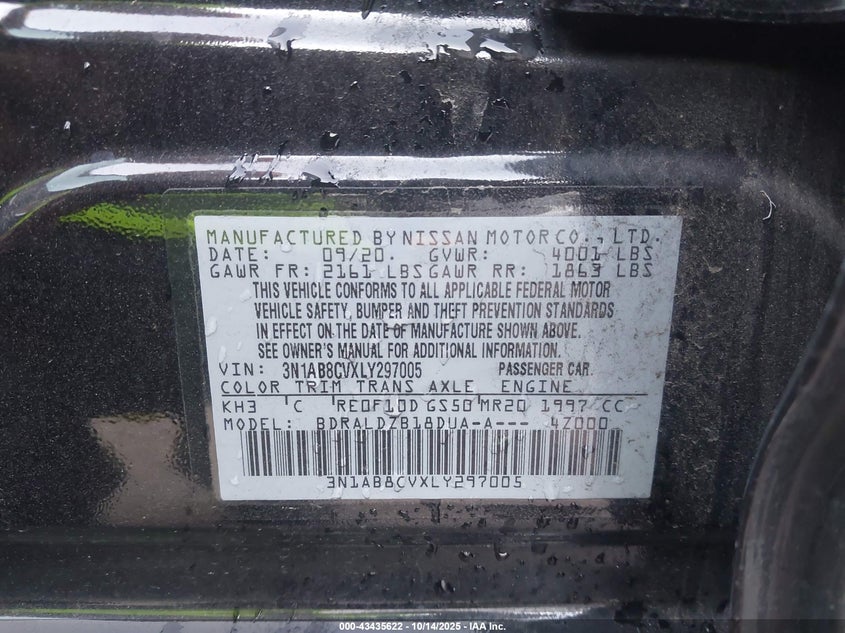 MANUFACTURED BY NISSAN MOTOR CO., LTD.
DATE: 09/20. GVWR: 4001 LBS
GAWR FR: 2161 LBS GAWR RR: 1863 LBS
THIS VEHICLE CONFORMS TO ALL APPLICABLE FEDERAL MOTOR
VEHICLE SAFETY, BUMPER AND THEFT PREVENTION STANDARDS
IN EFFECT ON THE DATE OF MANUFACTURE SHOWN ABOVE.
SEE OWNER'S MANUAL FOR ADDITIONAL INFORMATION.
VIN: 3N1AB8CVXLY297005 PASSENGER CAR.
COLOR TRIM TRANS AXLE ENGINE
KH3 C RE0F10D GS50 MR20 1997 CC
MODEL: BDRALDZB18DUA-A--- 4Z000
3N1AB8CVXLY297005
000-43435622 - 10/14/2025 - IAA Inc.